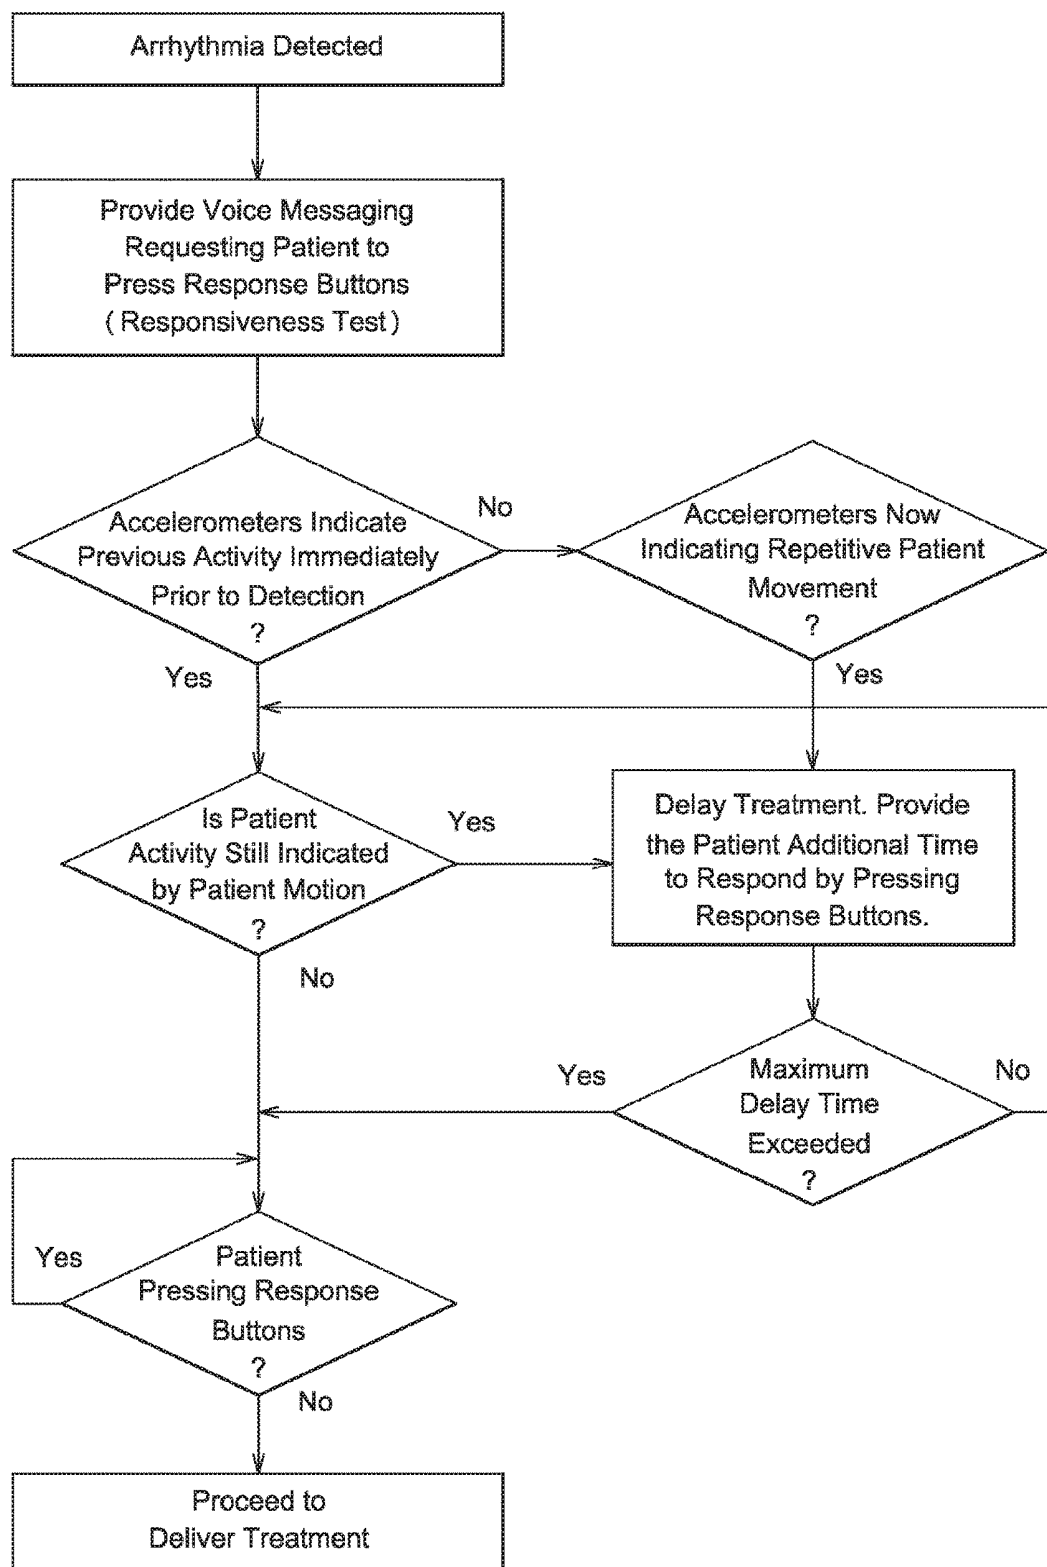 Arrhythmia Detected
Provide Voice Messaging
Requesting Patient to
Press Response Buttons
( Responsiveness Test )
Accelerometers Indicate
Previous Activity Immediately
Prior to Detection
?
No
Accelerometers Now
Indicating Repetitive Patient
Movement
?
Yes
Yes
Is Patient
Activity Still Indicated
by Patient Motion
?
Yes
Delay Treatment. Provide
the Patient Additional Time
to Respond by Pressing
Response Buttons.
No
Yes
Maximum
Delay Time
Exceeded
?
No
Yes
Patient
Pressing Response
Buttons
?
No
Proceed to
Deliver Treatment